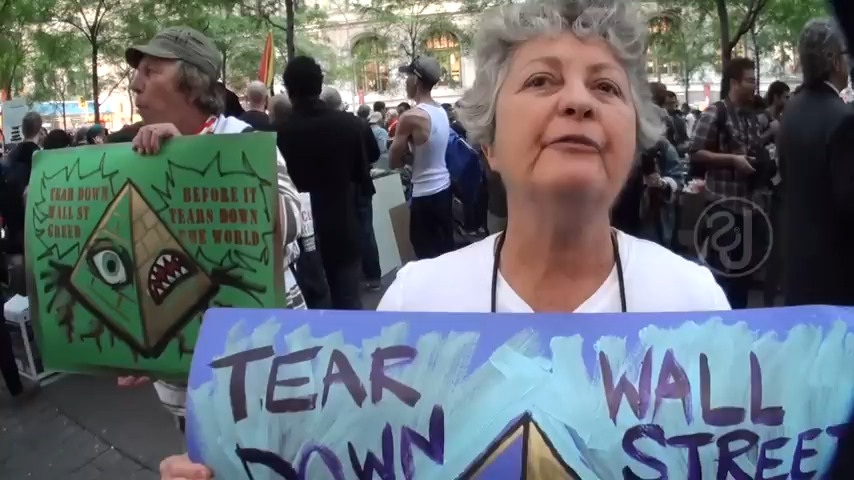 TEAR DOWN
WALL ST
GREED
BEFORE IT
TEARS DOWN
THE WORLD
TEAR
DOWN
WALL
STREET